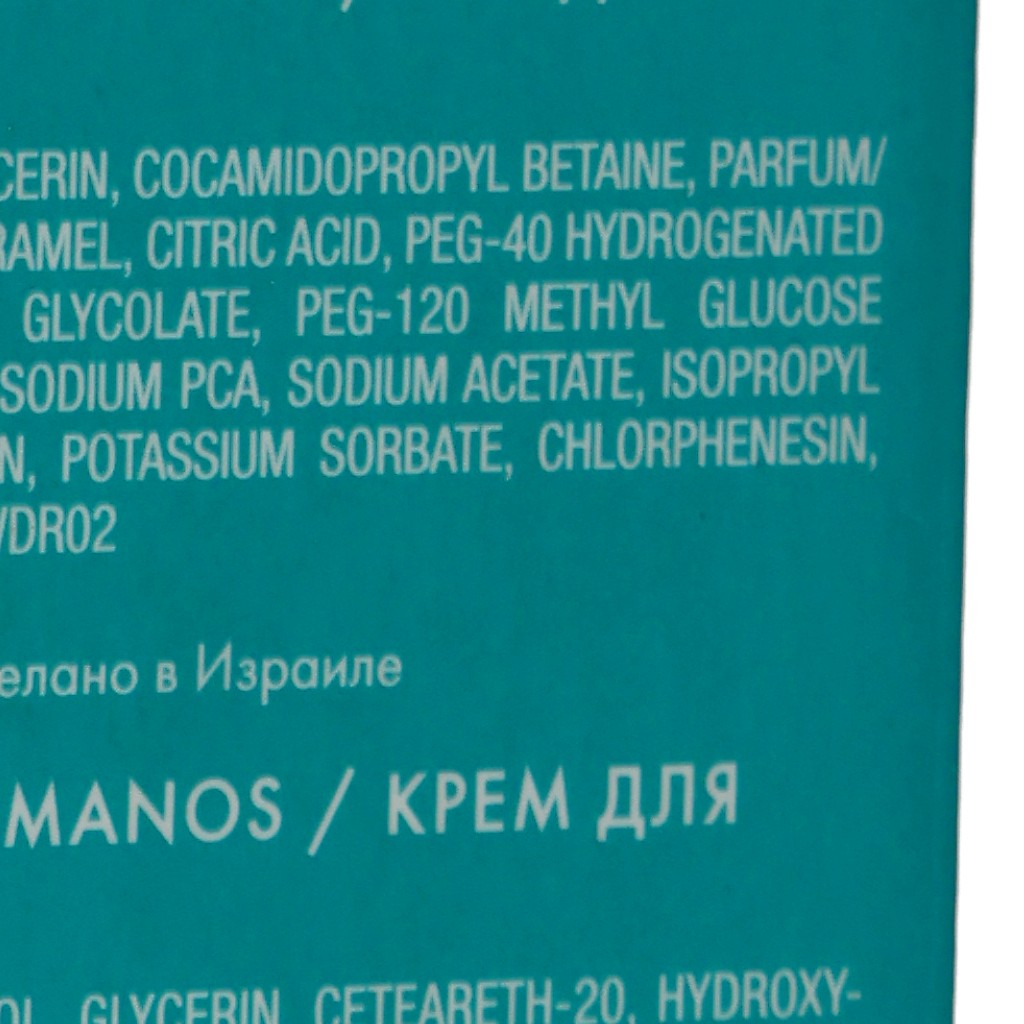 CERIN, COCAMIDOPROPYL BETAINE, PARFUM/
RAMEL, CITRIC ACID, PEG-40 HYDROGENATED
GLYCOLATE, PEG-120 METHYL GLUCOSE
SODIUM PCA, SODIUM ACETATE, ISOPROPYL
N, POTASSIUM SORBATE, CHLORPHENESIN,
/DR02
елано в Израиле
MANOS / КРЕМ ДЛЯ
OL, GLYCERIN, CETEARETH-20, HYDROXY-